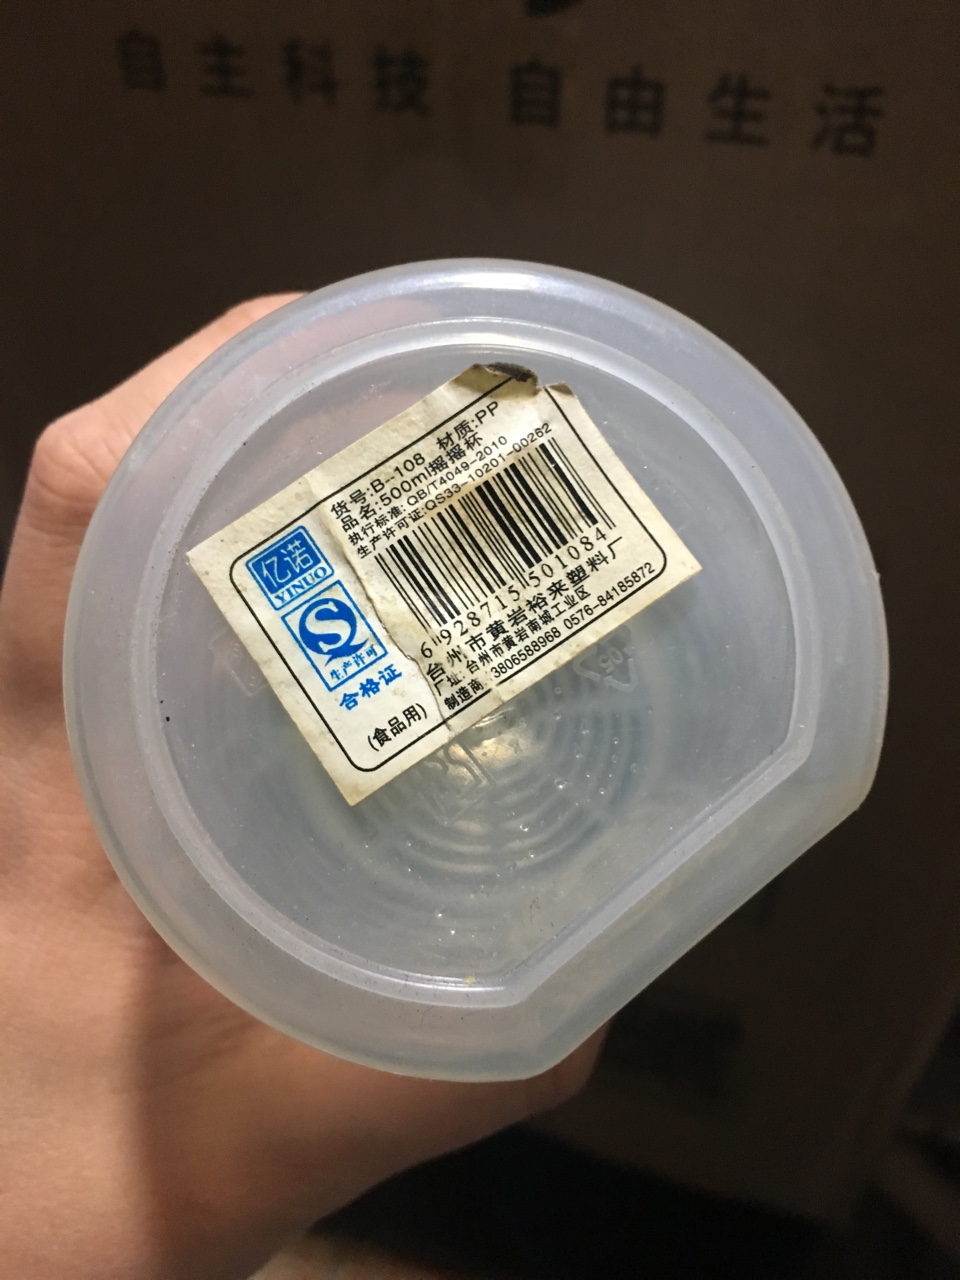 自主科技 自由生活
货号:B--108 材质:PP
品名:500ml摇摇杯
执行标准:QB/T4049-2010
生产许可证:QS33-10201-00262
亿诺
YINUO
QS
生产许可
合格证
(食品用)
6 928715 501084
台州市黄岩裕来塑料厂
厂址:台州市黄岩南城工业区
制造商:3806588968 0576-84185872